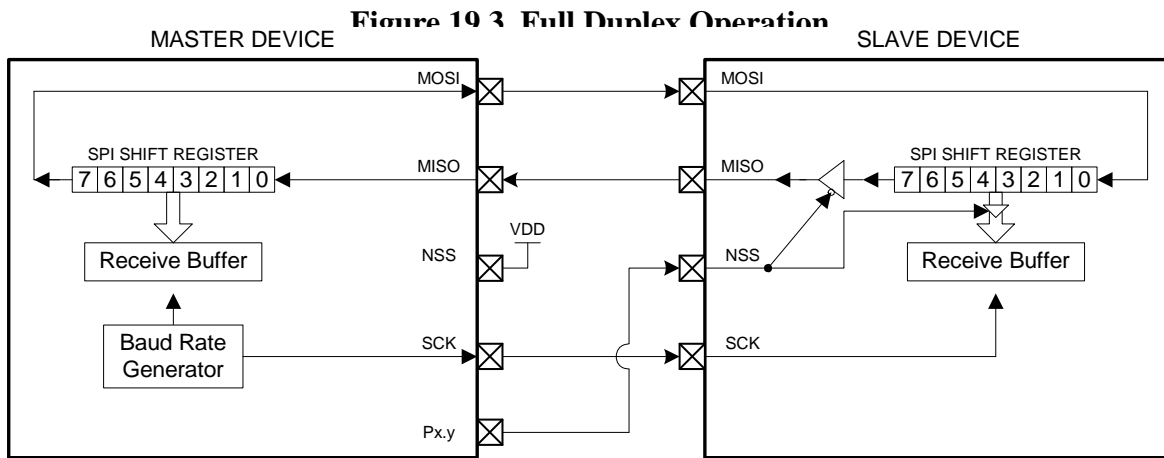 Figure 19.3. Full Duplex Operation
MASTER DEVICE
SLAVE DEVICE
MOSI
MOSI
SPI SHIFT REGISTER
7 6 5 4 3 2 1 0
MISO
MISO
SPI SHIFT REGISTER
7 6 5 4 3 2 1 0
Receive Buffer
NSS
VDD
NSS
Receive Buffer
Baud Rate
Generator
SCK
SCK
Px.y